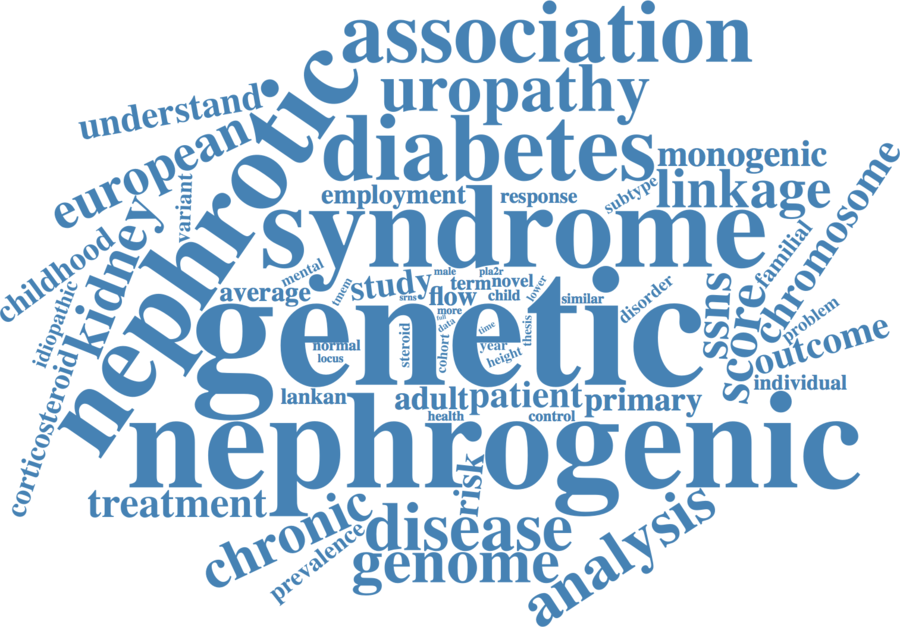 association
uropathy
understand
nephrotic
diabetes
european
monogenic
variant
employment
response
subtype
linkage
chromosome
syndrome
kidney
childhood
familial
mental
male
pla2r
study
term
novel
lower
tmem
average
srns
flow
child
similar
disorder
ssns
score
idiopathic
genetic
more
full
data
time
thesis
problem
normal
locus
steroid
cohort
year
height
outcome
corticosteroid
lankan
adult
patient
primary
individual
health
control
nephrogenic
treatment
risk
chronic
disease
analysis
prevalence
genome